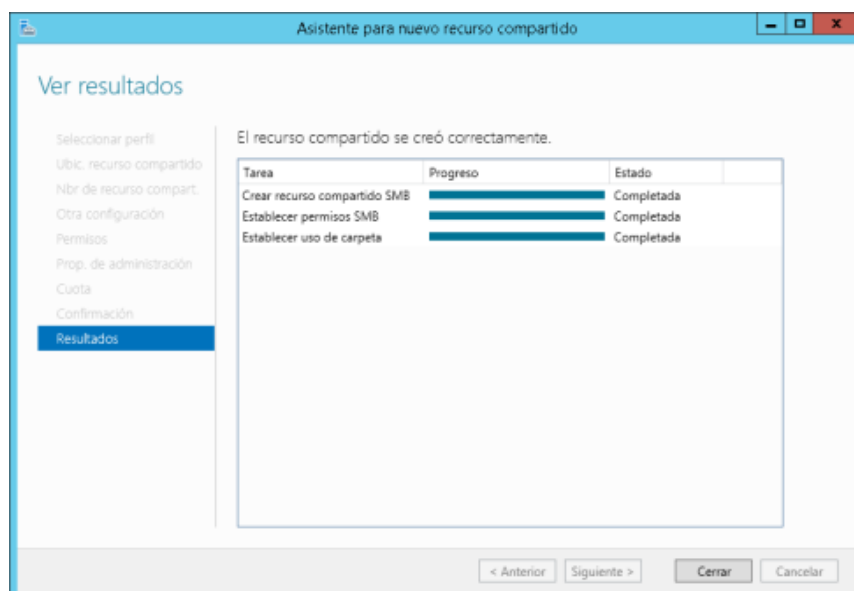 Asistente para nuevo recurso compartido
Ver resultados
Seleccionar perfil
Ubic. recurso compartido
Nbr de recurso compart.
Otra configuración
Permisos
Prop. de administración
Cuota
Confirmación
Resultados
El recurso compartido se creó correctamente.
Tarea Progreso Estado
Crear recurso compartido SMB Completada
Establecer permisos SMB Completada
Establecer uso de carpeta Completada
< Anterior Siguiente > Cerrar Cancelar